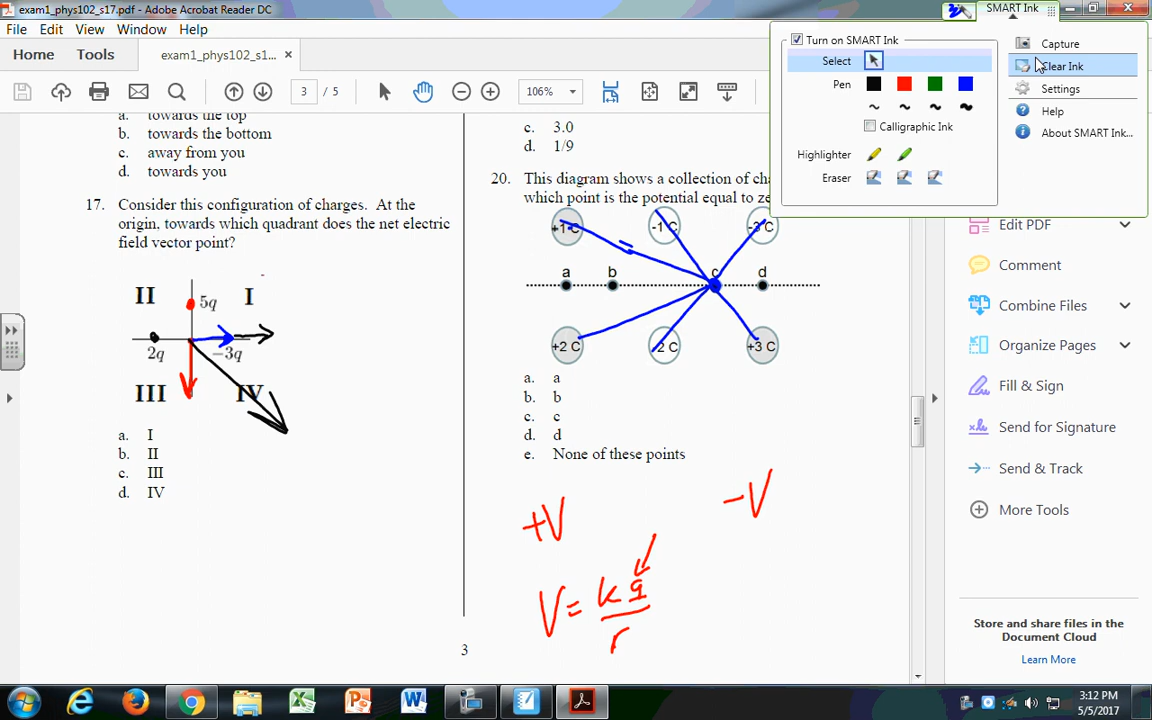 exam1_phys102_s17.pdf - Adobe Acrobat Reader DC
SMART Ink
File Edit View Window Help
Home Tools exam1_phys102_s1... ×
3 / 5
106%
Turn on SMART Ink
Select
Pen
Calligraphic Ink
Highlighter
Eraser
Capture
Clear Ink
Settings
Help
About SMART Ink...
a. towards the top
b. towards the bottom
c. away from you
d. towards you
17. Consider this configuration of charges. At the
origin, towards which quadrant does the net electric
field vector point?
II 5q I
2q −3q
III IV
a. I
b. II
c. III
d. IV
c. 3.0
d. 1/9
20. This diagram shows a collection of
which point is the potential equal to
+1 C -1 C -3 C
a b c d
+2 C 2 C +3 C
a. a
b. b
c. c
d. d
e. None of these points
+V -V
V = kq
r
3
Edit PDF
Comment
Combine Files
Organize Pages
Fill & Sign
Send for Signature
Send & Track
More Tools
Store and share files in the
Document Cloud
Learn More
3:12 PM
5/5/2017